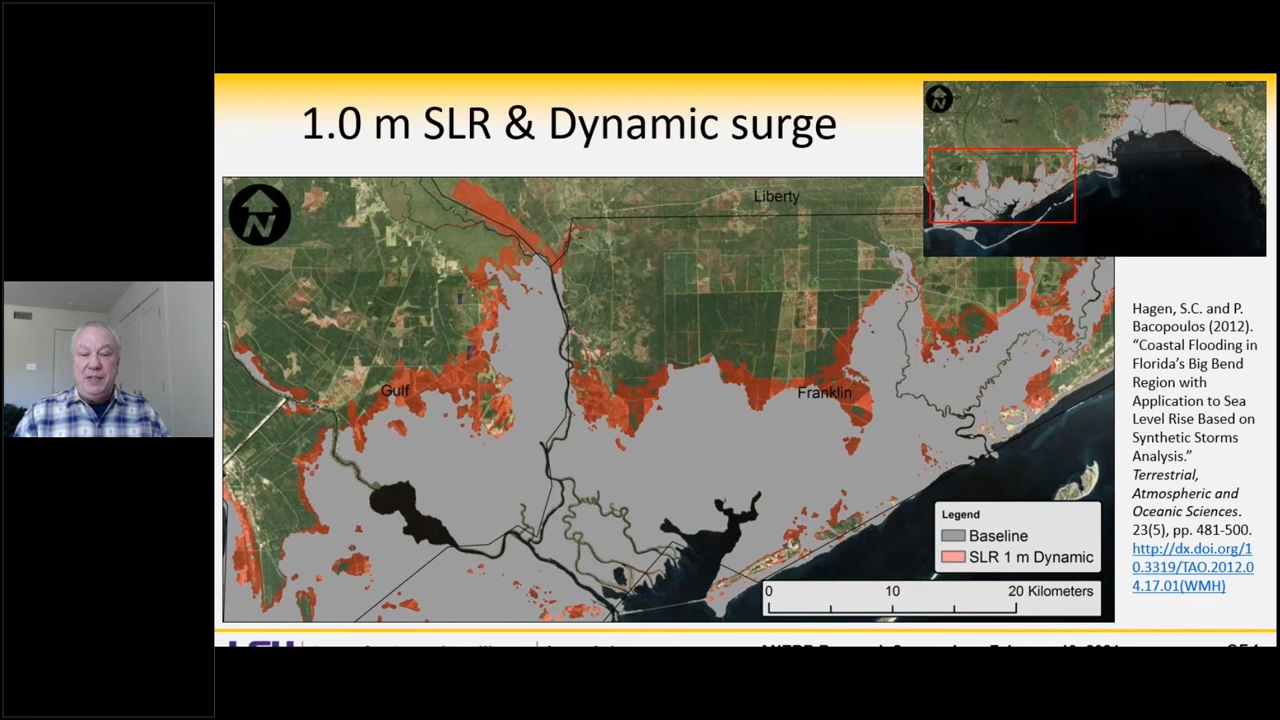 1.0 m SLR & Dynamic surge
N
Liberty
N
Liberty
Gulf
Franklin
Legend
Baseline
SLR 1 m Dynamic
0 10 20 Kilometers
Hagen, S.C. and P.
Bacopoulos (2012).
“Coastal Flooding in
Florida’s Big Bend
Region with
Application to Sea
Level Rise Based on
Synthetic Storms
Analysis.”
Terrestrial,
Atmospheric and
Oceanic Sciences.
23(5), pp. 481-500.
http://dx.doi.org/1
0.3319/TAO.2012.0
4.17.01(WMH)
LSU